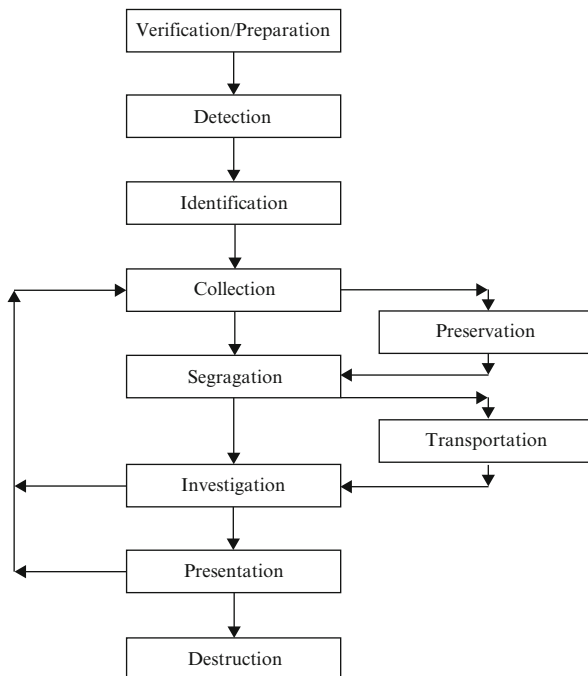 Verification/Preparation
Detection
Identification
Collection
Preservation
Segragation
Transportation
Investigation
Presentation
Destruction